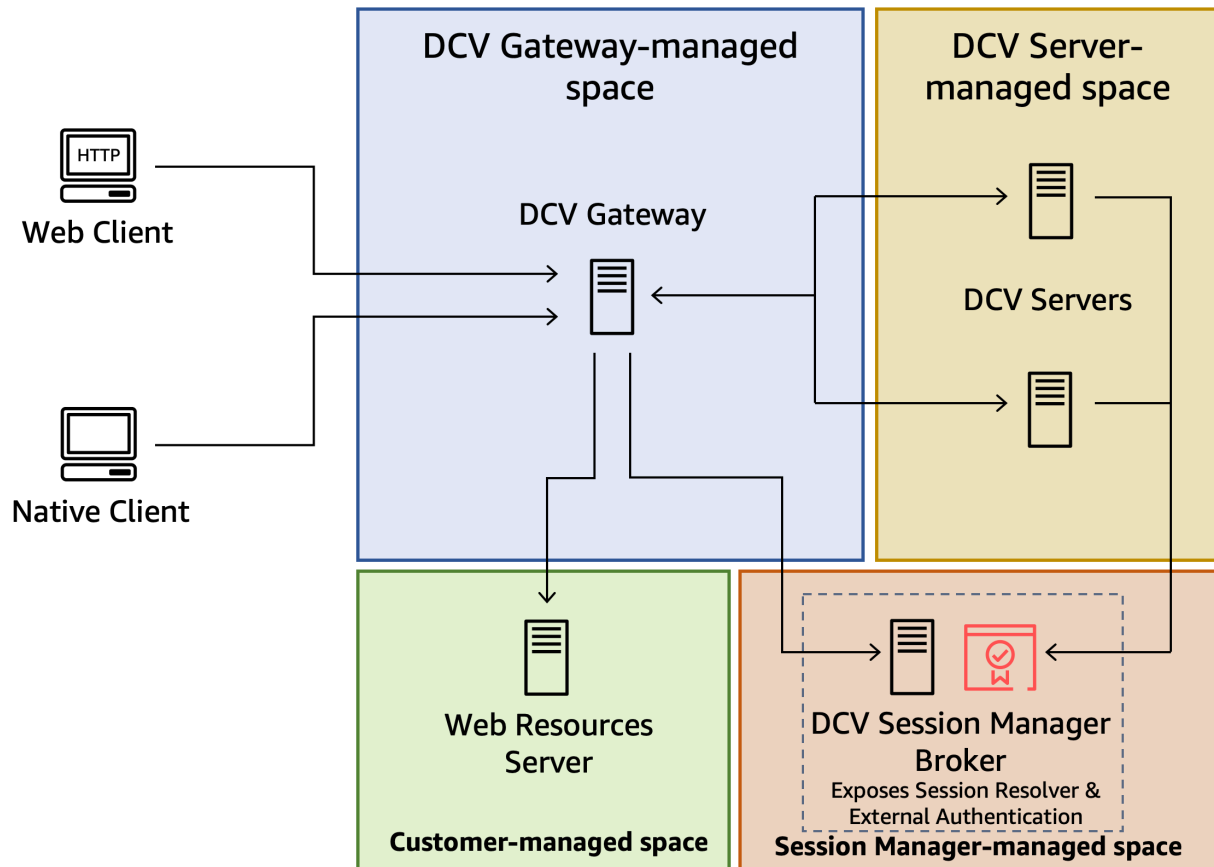 DCV Gateway-managed
space
DCV Server-
managed space
HTTP
Web Client
DCV Gateway
DCV Servers
Native Client
Web Resources
Server
Customer-managed space
DCV Session Manager
Broker
Exposes Session Resolver &
External Authentication
Session Manager-managed space